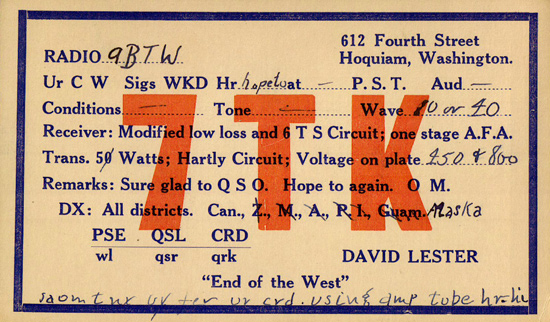 612 Fourth Street
RADIO 9BTW Hoquiam, Washington.
Ur C W Sigs WKD Hr at — P. S. T. Aud —
Conditions — Tone — Wave 80 or 40
Receiver: Modified low loss and 6 T S Circuit; one stage A.F.A.
Trans. 50 Watts; Hartly Circuit; Voltage on plate 450 & 800
Remarks: Sure glad to Q S O. Hope to again. O M.
DX: All districts. Can., Z., M., A., P. I., Guam. Alaska
7TK
PSE QSL CRD
wl qsr qrk DAVID LESTER
"End of the West"
ur crd. using amp tube hr-hi